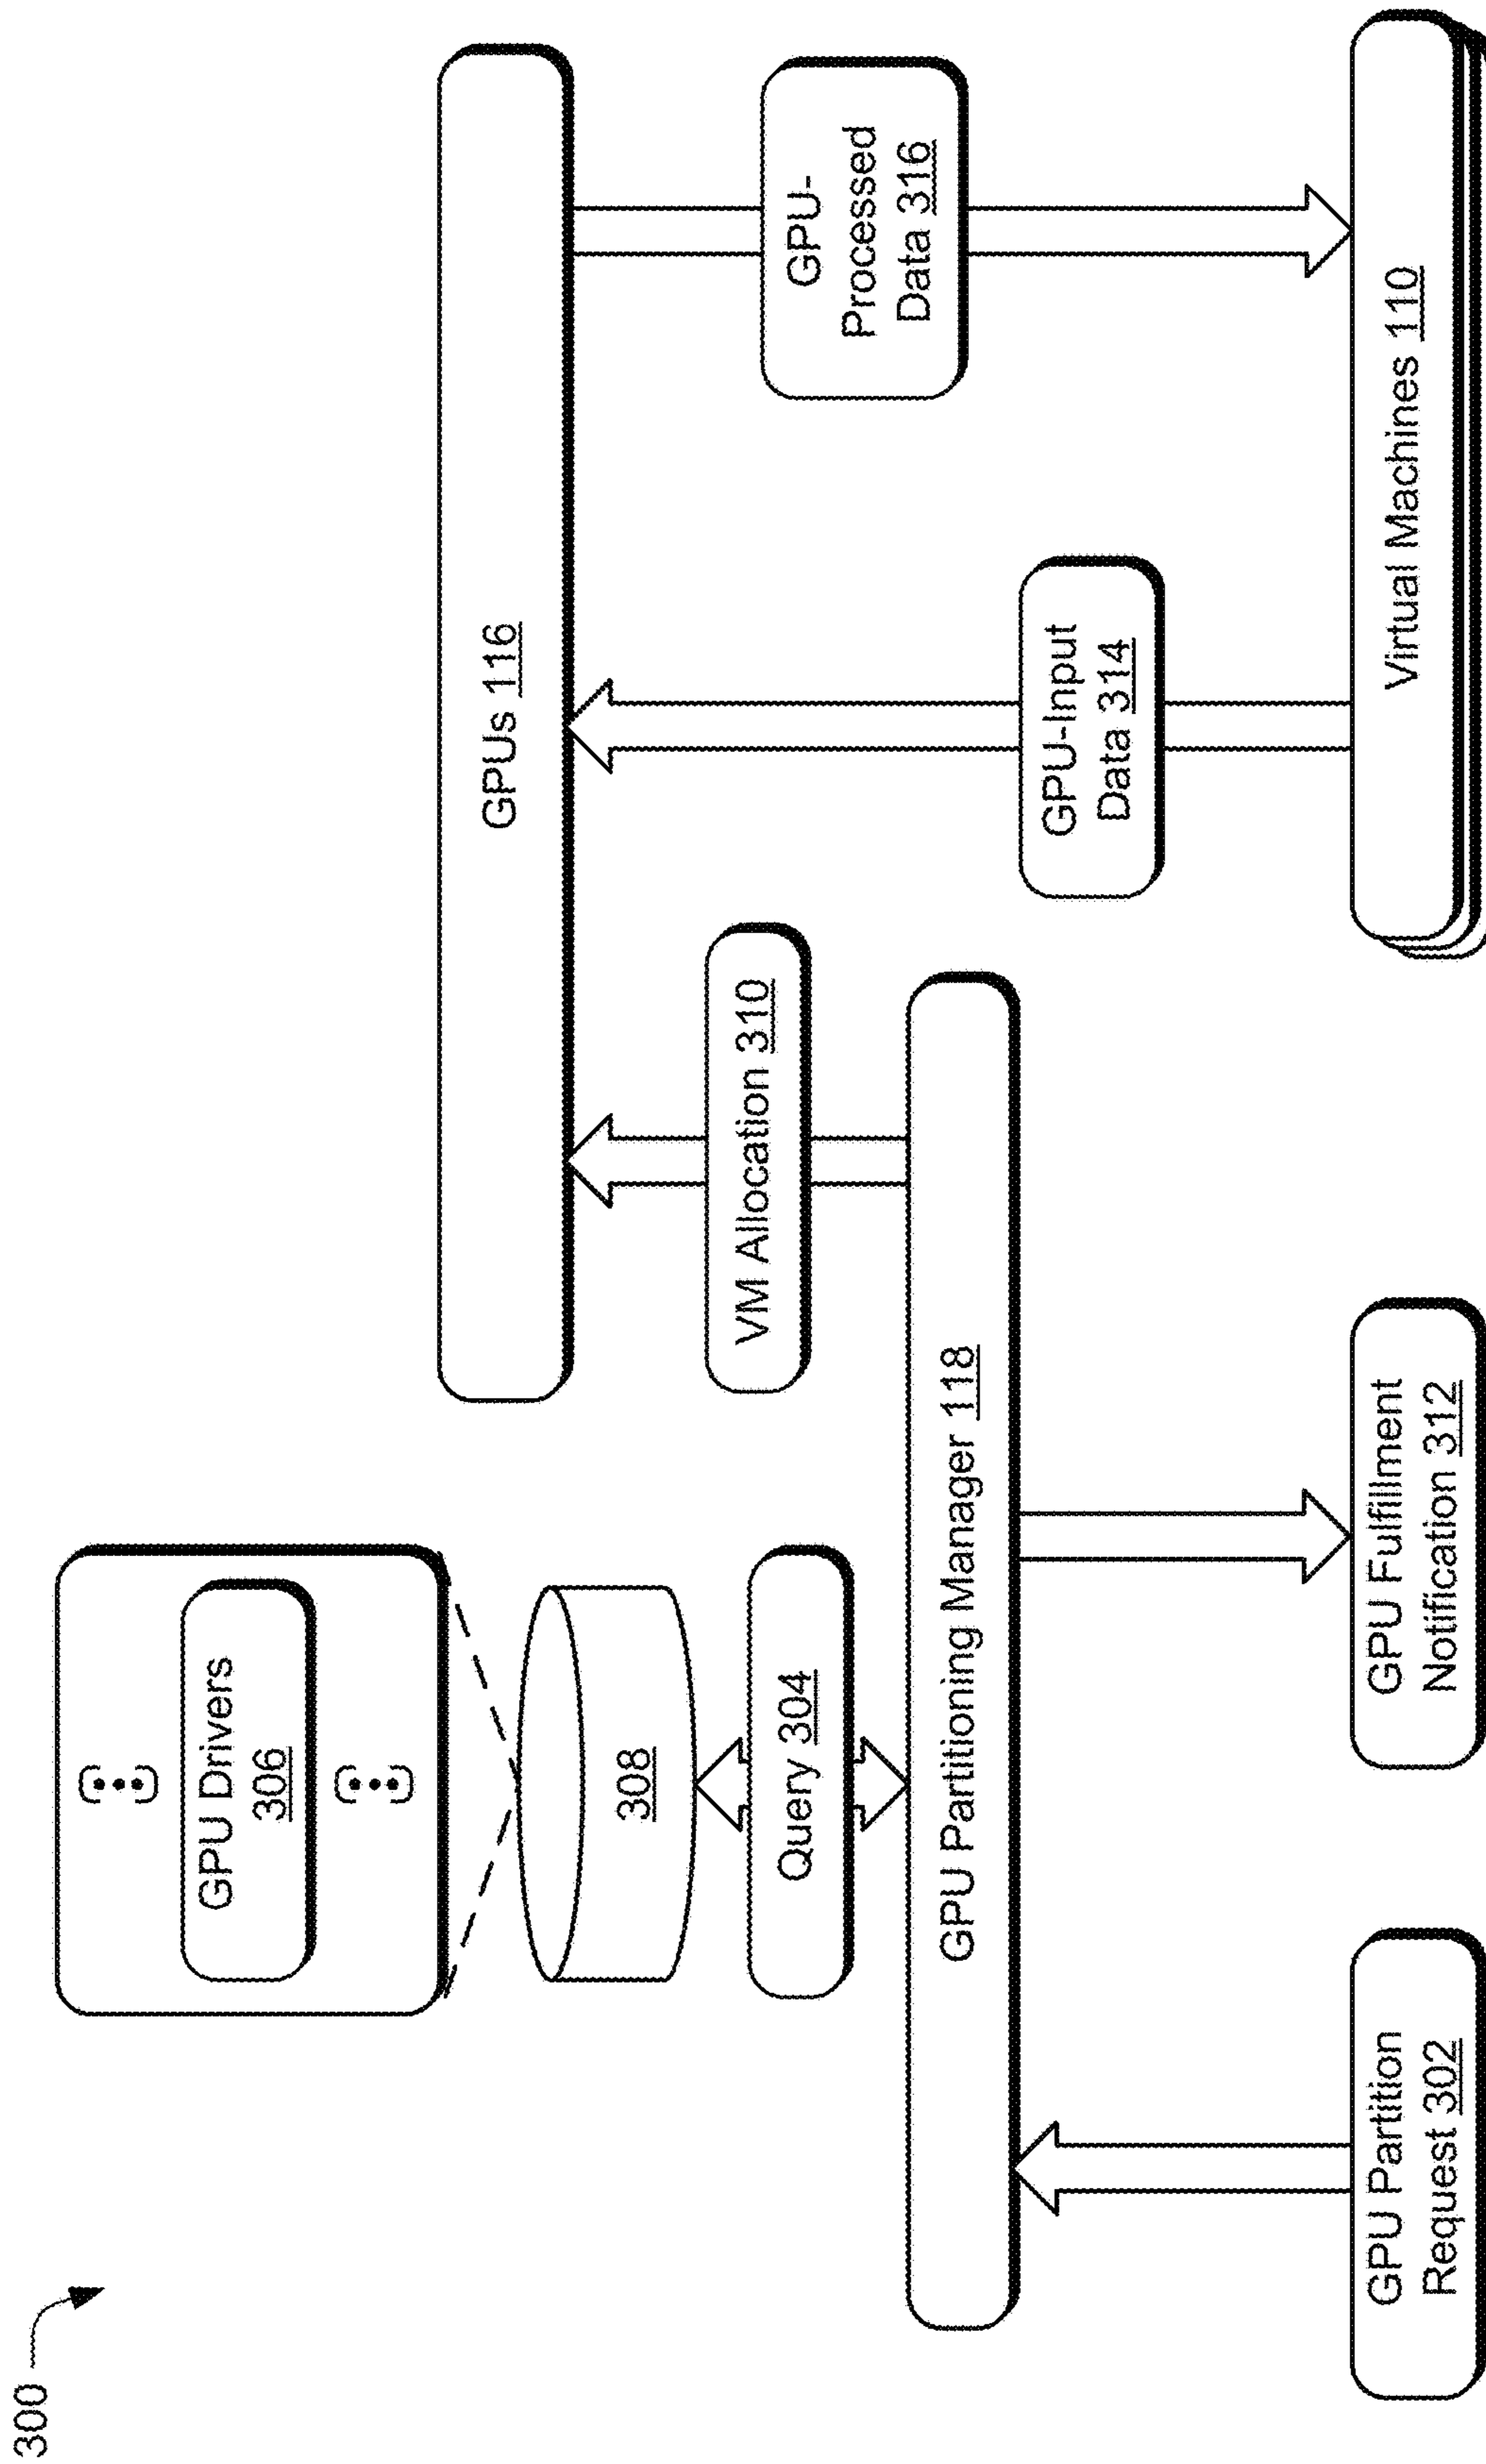 300
GPU Drivers
306
308
Query 304
GPUs 116
VM Allocation 310
GPU Partitioning Manager 118
GPU-
Processed
Data 316
GPU-Input
Data 314
GPU Partition
Request 302
GPU Fulfillment
Notification 312
Virtual Machines 110